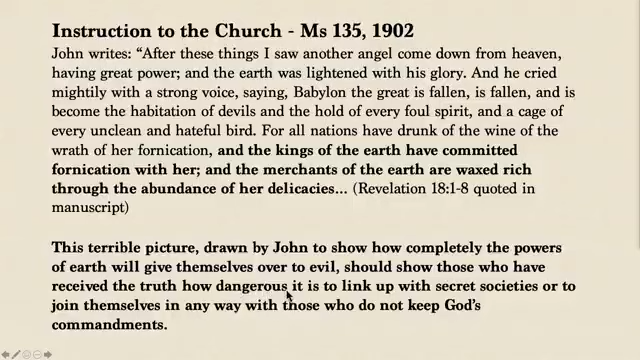 Instruction to the Church - Ms 135, 1902
John writes: “After these things I saw another angel come down from heaven,
having great power; and the earth was lightened with his glory. And he cried
mightily with a strong voice, saying, Babylon the great is fallen, is fallen, and is
become the habitation of devils and the hold of every foul spirit, and a cage of
every unclean and hateful bird. For all nations have drunk of the wine of the
wrath of her fornication, and the kings of the earth have committed
fornication with her; and the merchants of the earth are waxed rich
through the abundance of her delicacies... (Revelation 18:1-8 quoted in
manuscript)
This terrible picture, drawn by John to show how completely the powers
of earth will give themselves over to evil, should show those who have
received the truth how dangerous it is to link up with secret societies or to
join themselves in any way with those who do not keep God’s
commandments.